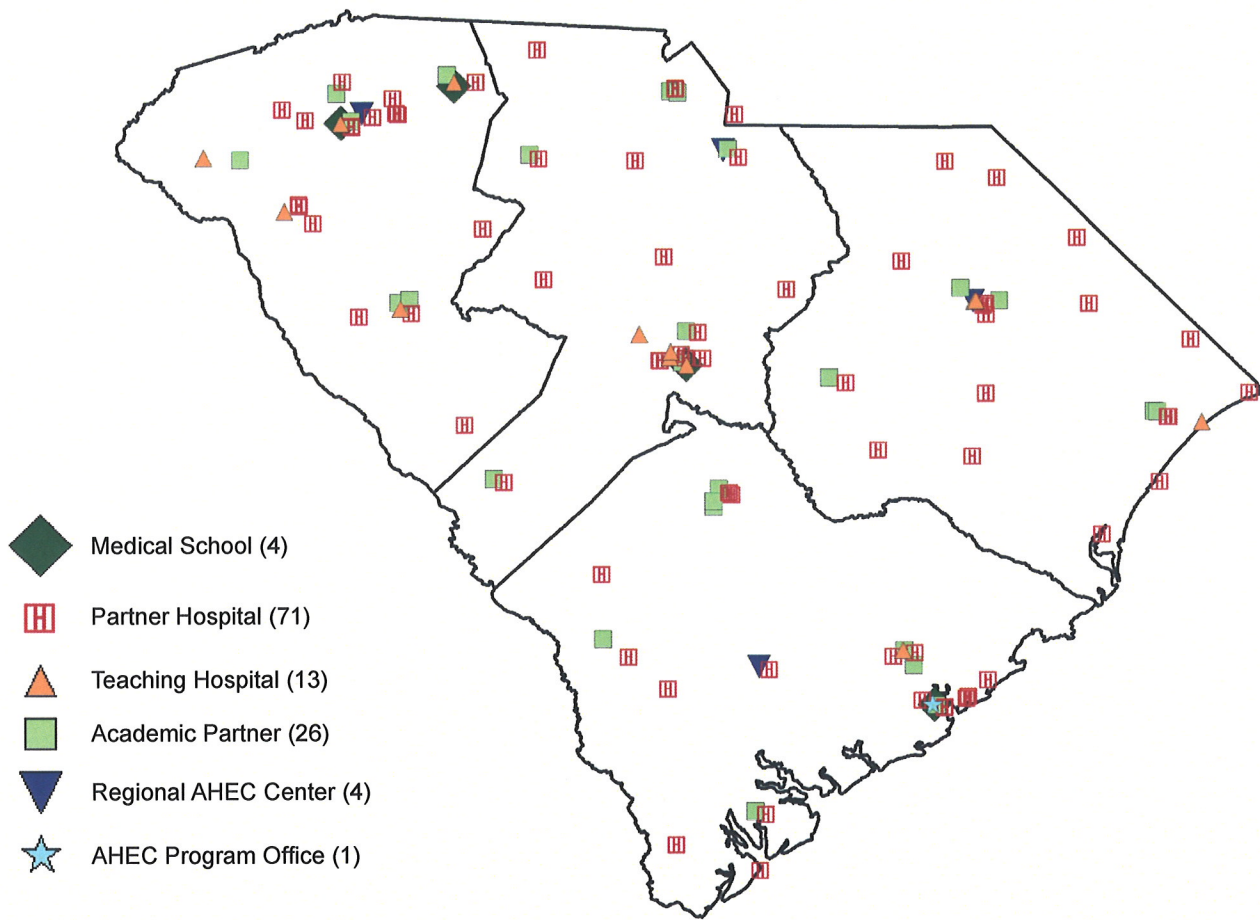 Medical School (4)
Partner Hospital (71)
Teaching Hospital (13)
Academic Partner (26)
Regional AHEC Center (4)
AHEC Program Office (1)